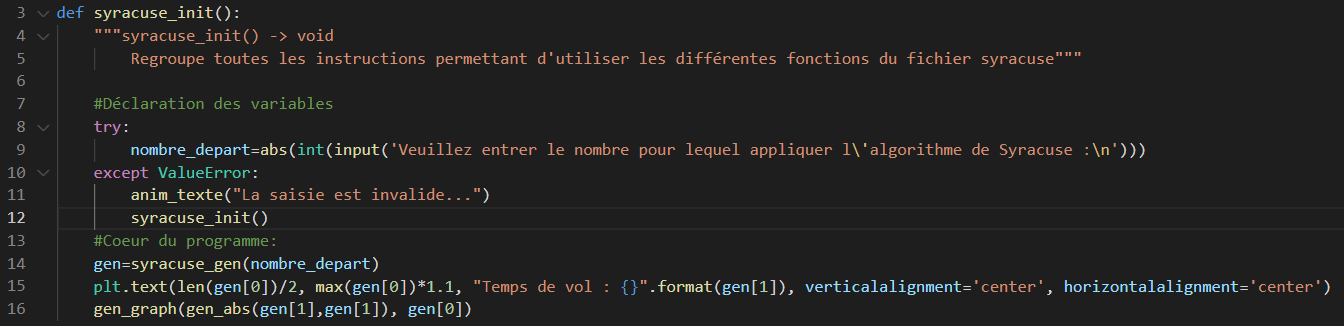 3 def syracuse_init():
4     """syracuse_init() -> void
5         Regroupe toutes les instructions permettant d'utiliser les différentes fonctions du fichier syracuse"""
6
7     #Déclaration des variables
8     try:
9         nombre_depart=abs(int(input('Veuillez entrer le nombre pour lequel appliquer l\'algorithme de Syracuse :\n')))
10     except ValueError:
11         anim_texte("La saisie est invalide...")
12         syracuse_init()
13     #Coeur du programme:
14     gen=syracuse_gen(nombre_depart)
15     plt.text(len(gen[0])/2, max(gen[0])*1.1, "Temps de vol : {}".format(gen[1]), verticalalignment='center', horizontalalignment='center')
16     gen_graph(gen_abs(gen[1],gen[1]), gen[0])